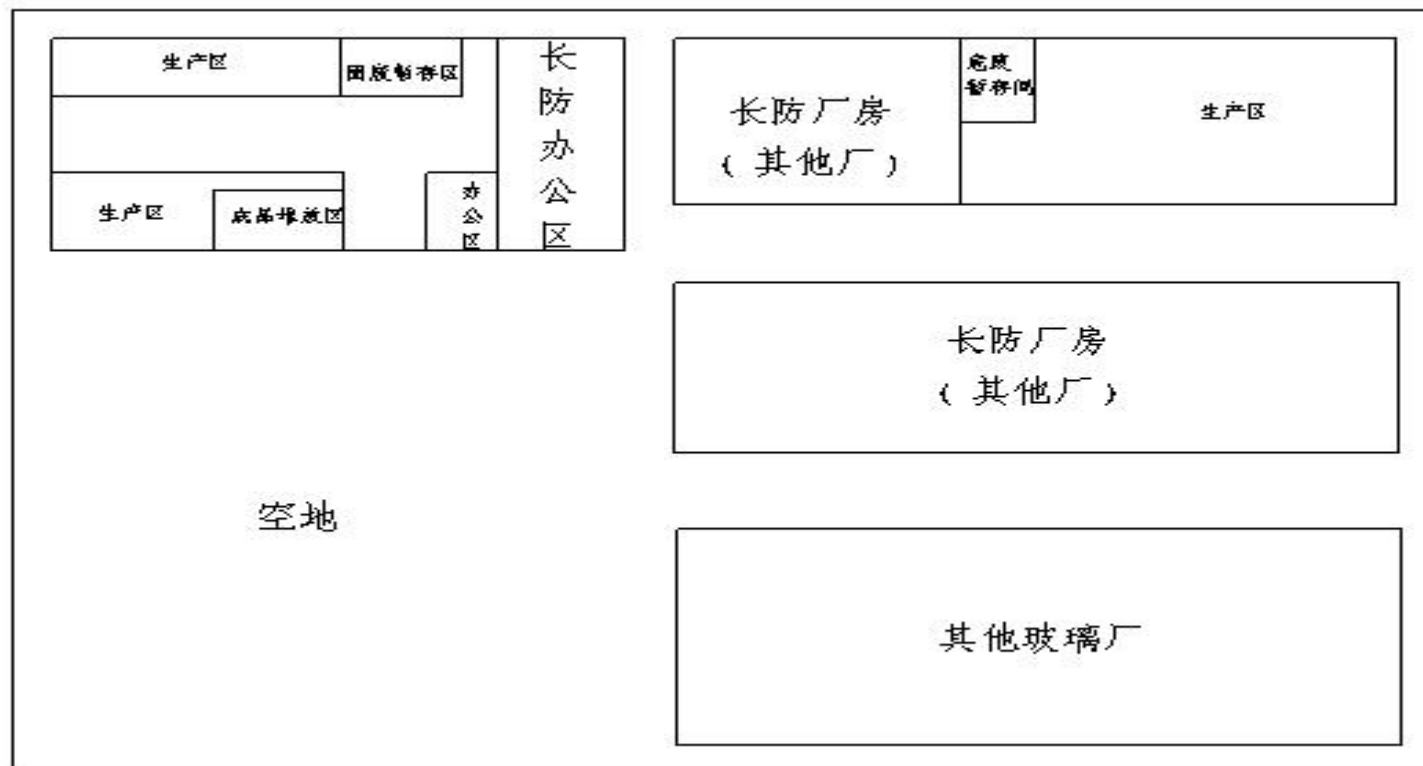 生产区
固废暂存区
长防办公区
生产区
成品堆放区
办公区
长防厂房
（其他厂）
危废
暂存间
生产区
长防厂房
（其他厂）
空地
其他玻璃厂